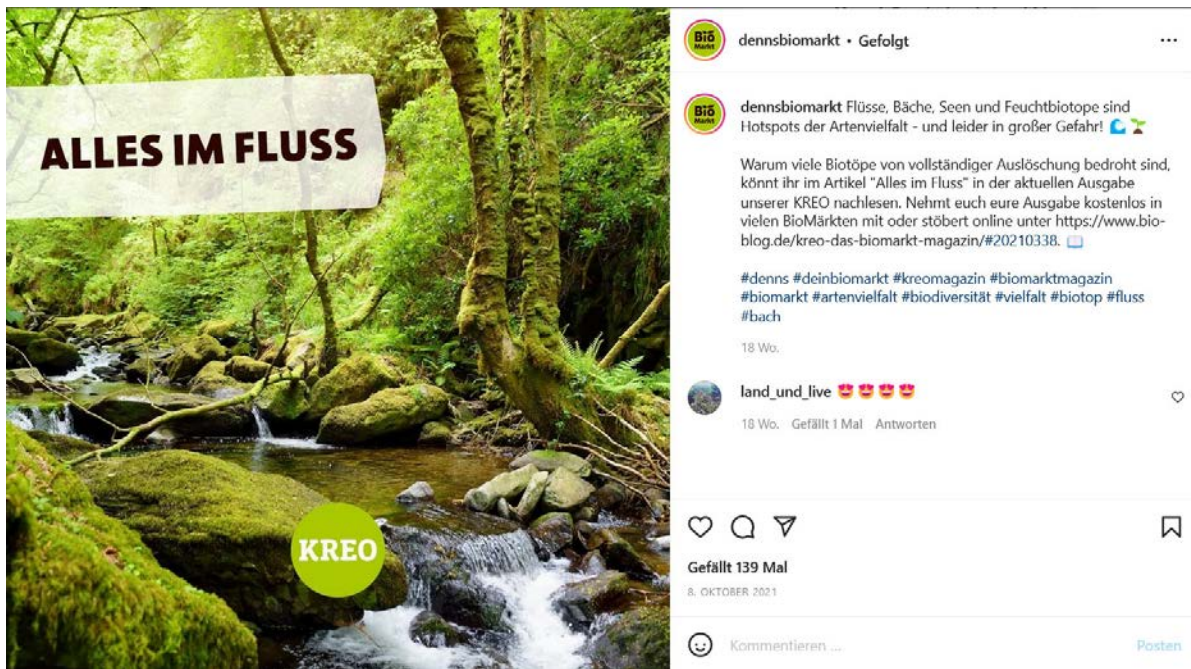 ALLES IM FLUSS
KREO
BIO
Markt
dennsbiomarkt • Gefolgt
BIO
Markt
dennsbiomarkt Flüsse, Bäche, Seen und Feuchtbiotope sind
Hotspots der Artenvielfalt - und leider in großer Gefahr! 🌊 🌱
Warum viele Biotöpe von vollständiger Auslöschung bedroht sind,
könnt ihr im Artikel "Alles im Fluss" in der aktuellen Ausgabe
unserer KREO nachlesen. Nehmt euch eure Ausgabe kostenlos in
vielen BioMärkten mit oder stöbert online unter https://www.bio-
blog.de/kreo-das-biomarkt-magazin/#20210338. 📖
#denns #deinbiomarkt #kreomagazin #biomarktmagazin
#biomarkt #artenvielfalt #biodiversität #vielfalt #biotop #fluss
#bach
18 Wo.
land_und_live 😍 😍 😍 😍
18 Wo. Gefällt 1 Mal Antworten
Gefällt 139 Mal
8. OKTOBER 2021
Kommentieren ...
Posten